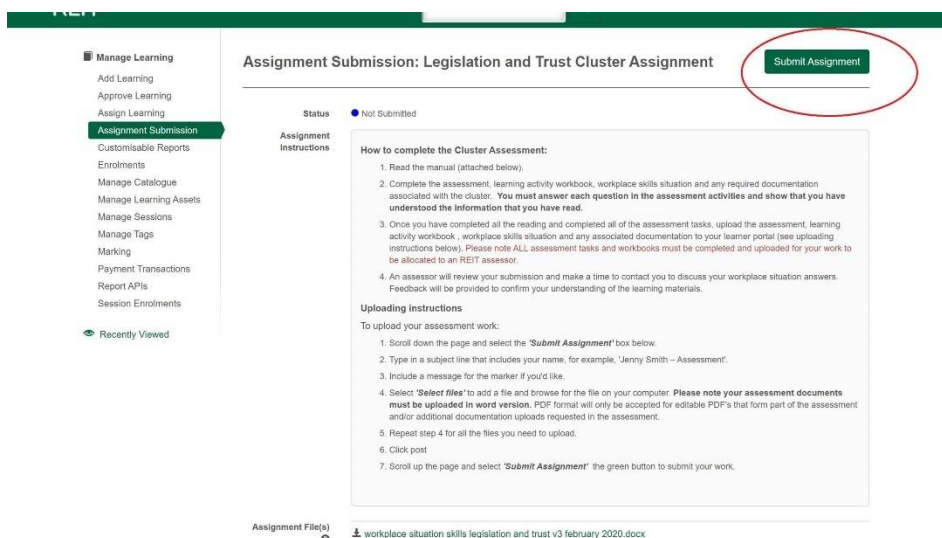 REIT
Manage Learning
Add Learning
Approve Learning
Assign Learning
Assignment Submission
Customisable Reports
Enrolments
Manage Catalogue
Manage Learning Assets
Manage Sessions
Manage Tags
Marking
Payment Transactions
Report APIs
Session Enrolments
Recently Viewed
Assignment Submission: Legislation and Trust Cluster Assignment
Submit Assignment
Status
Not Submitted
Assignment
Instructions
How to complete the Cluster Assessment:
1. Read the manual (attached below).
2. Complete the assessment, learning activity workbook, workplace skills situation and any required documentation
associated with the cluster. You must answer each question in the assessment activities and show that you have
understood the information that you have read.
3. Once you have completed all the reading and completed all of the assessment tasks, upload the assessment, learning
activity workbook , workplace skills situation and any associated documentation to your learner portal (see uploading
instructions below). Please note ALL assessment tasks and workbooks must be completed and uploaded for your work to
be allocated to an REIT assessor.
4. An assessor will review your submission and make a time to contact you to discuss your workplace situation answers.
Feedback will be provided to confirm your understanding of the learning materials.
Uploading instructions
To upload your assessment work:
1. Scroll down the page and select the 'Submit Assignment' box below.
2. Type in a subject line that includes your name, for example, 'Jenny Smith – Assessment'.
3. Include a message for the marker if you'd like.
4. Select 'Select files' to add a file and browse for the file on your computer. Please note your assessment documents
must be uploaded in word version. PDF format will only be accepted for editable PDF's that form part of the assessment
and/or additional documentation uploads requested in the assessment.
5. Repeat step 4 for all the files you need to upload.
6. Click post
7. Scroll up the page and select 'Submit Assignment' the green button to submit your work.
Assignment File(s)
workplace situation skills legislation and trust v3 february 2020.docx